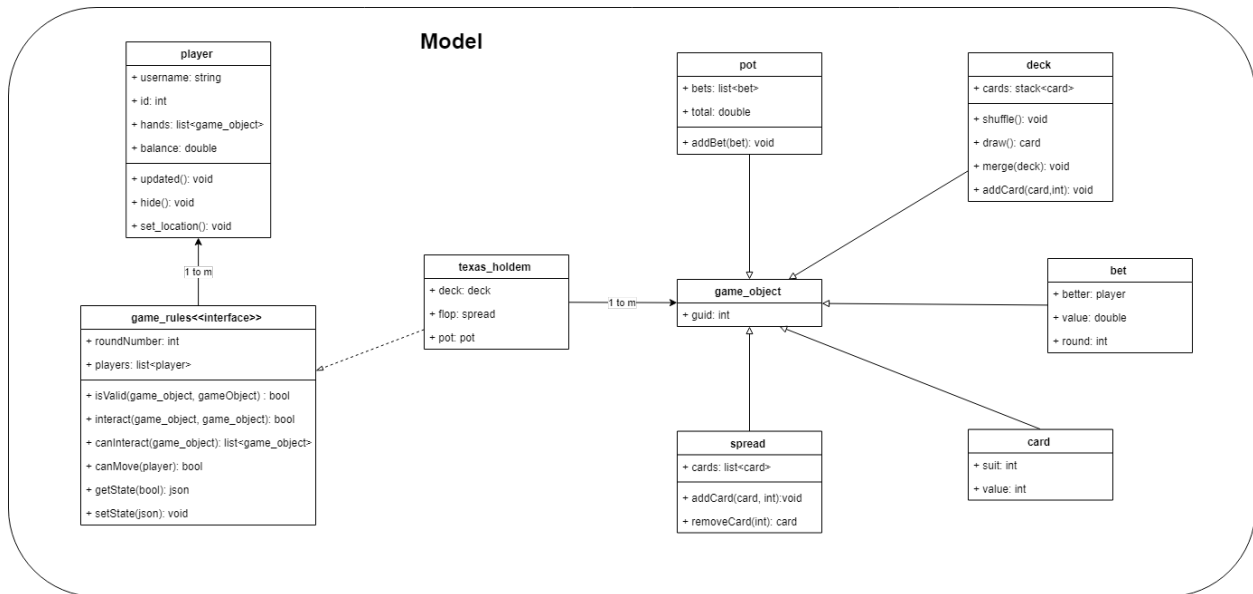 Model
player
+ username: string
+ id: int
+ hands: list<game_object>
+ balance: double
+ updated(): void
+ hide(): void
+ set_location(): void
1 to m
game_rules<<interface>>
+ roundNumber: int
+ players: list<player>
+ isValid(game_object, gameObject) : bool
+ interact(game_object, game_object): bool
+ canInteract(game_object): list<game_object>
+ canMove(player): bool
+ getState(bool): json
+ setState(json): void
texas_holdem
+ deck: deck
+ flop: spread
+ pot: pot
1 to m
pot
+ bets: list<bet>
+ total: double
+ addBet(bet): void
game_object
+ guid: int
spread
+ cards: list<card>
+ addCard(card, int):void
+ removeCard(int): card
deck
+ cards: stack<card>
+ shuffle(): void
+ draw(): card
+ merge(deck): void
+ addCard(card,int): void
bet
+ better: player
+ value: double
+ round: int
card
+ suit: int
+ value: int